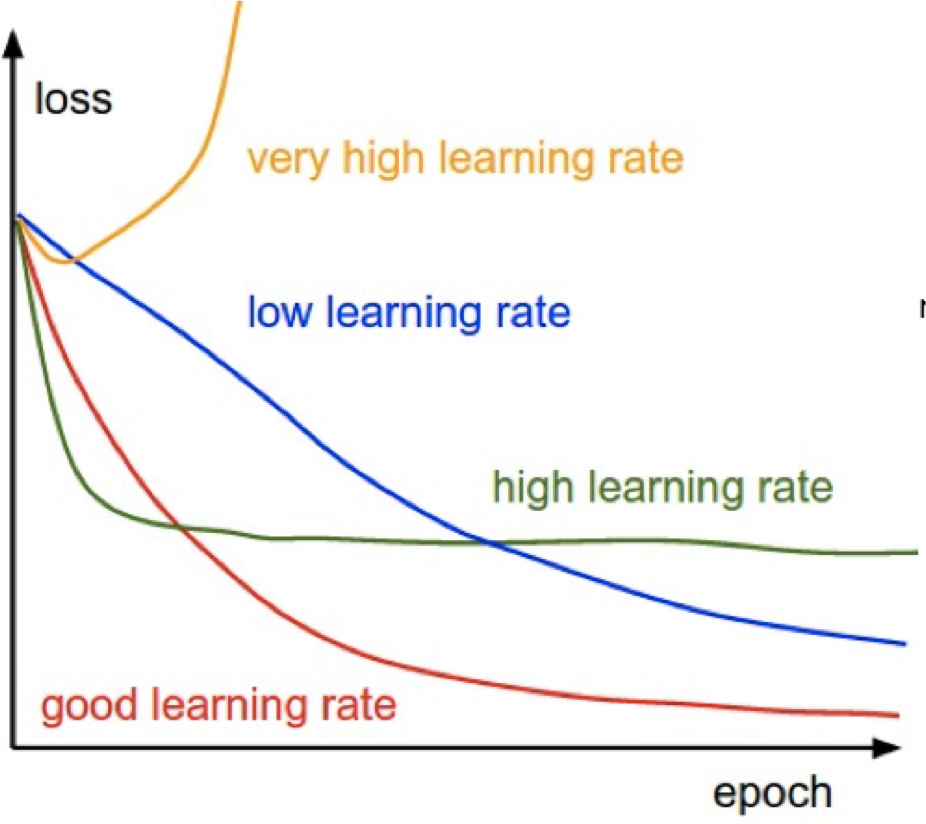 loss
very high learning rate
low learning rate
high learning rate
good learning rate
epoch